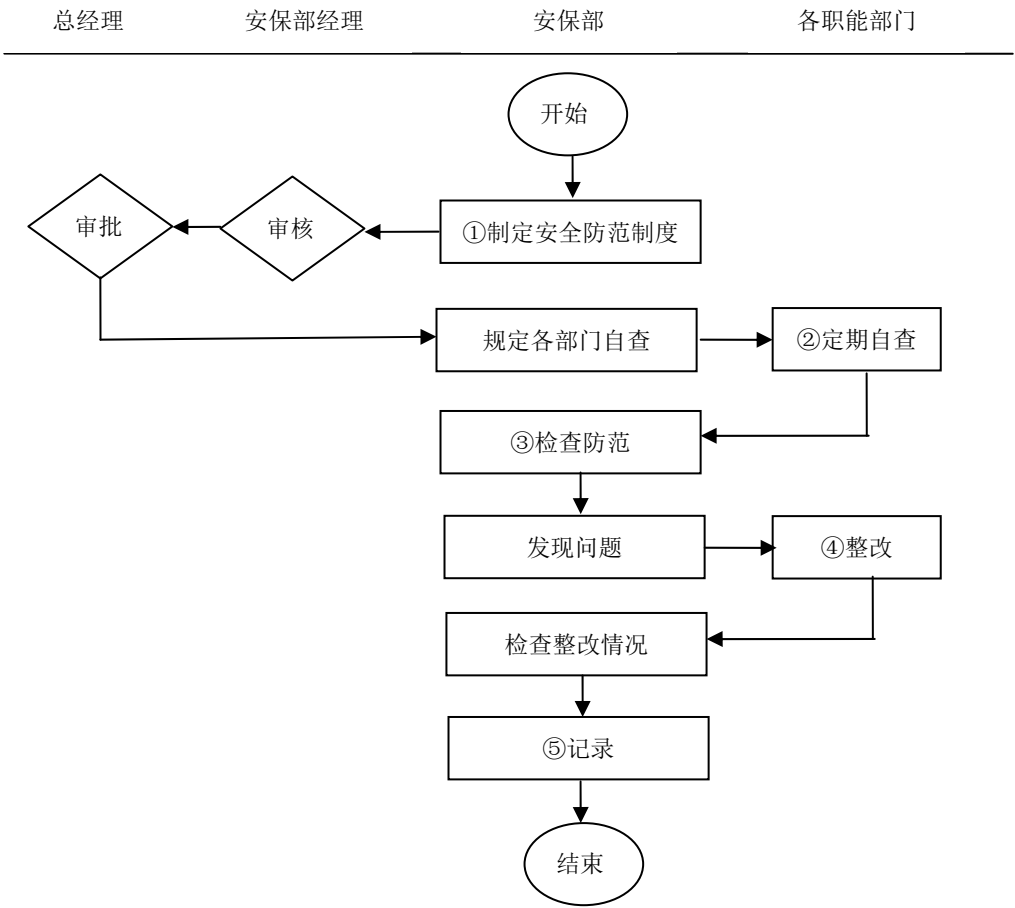 总经理 安保部经理 安保部 各职能部门
开始
审批 审核 ①制定安全防范制度
规定各部门自查 ②定期自查
③检查防范
发现问题 ④整改
检查整改情况
⑤记录
结束